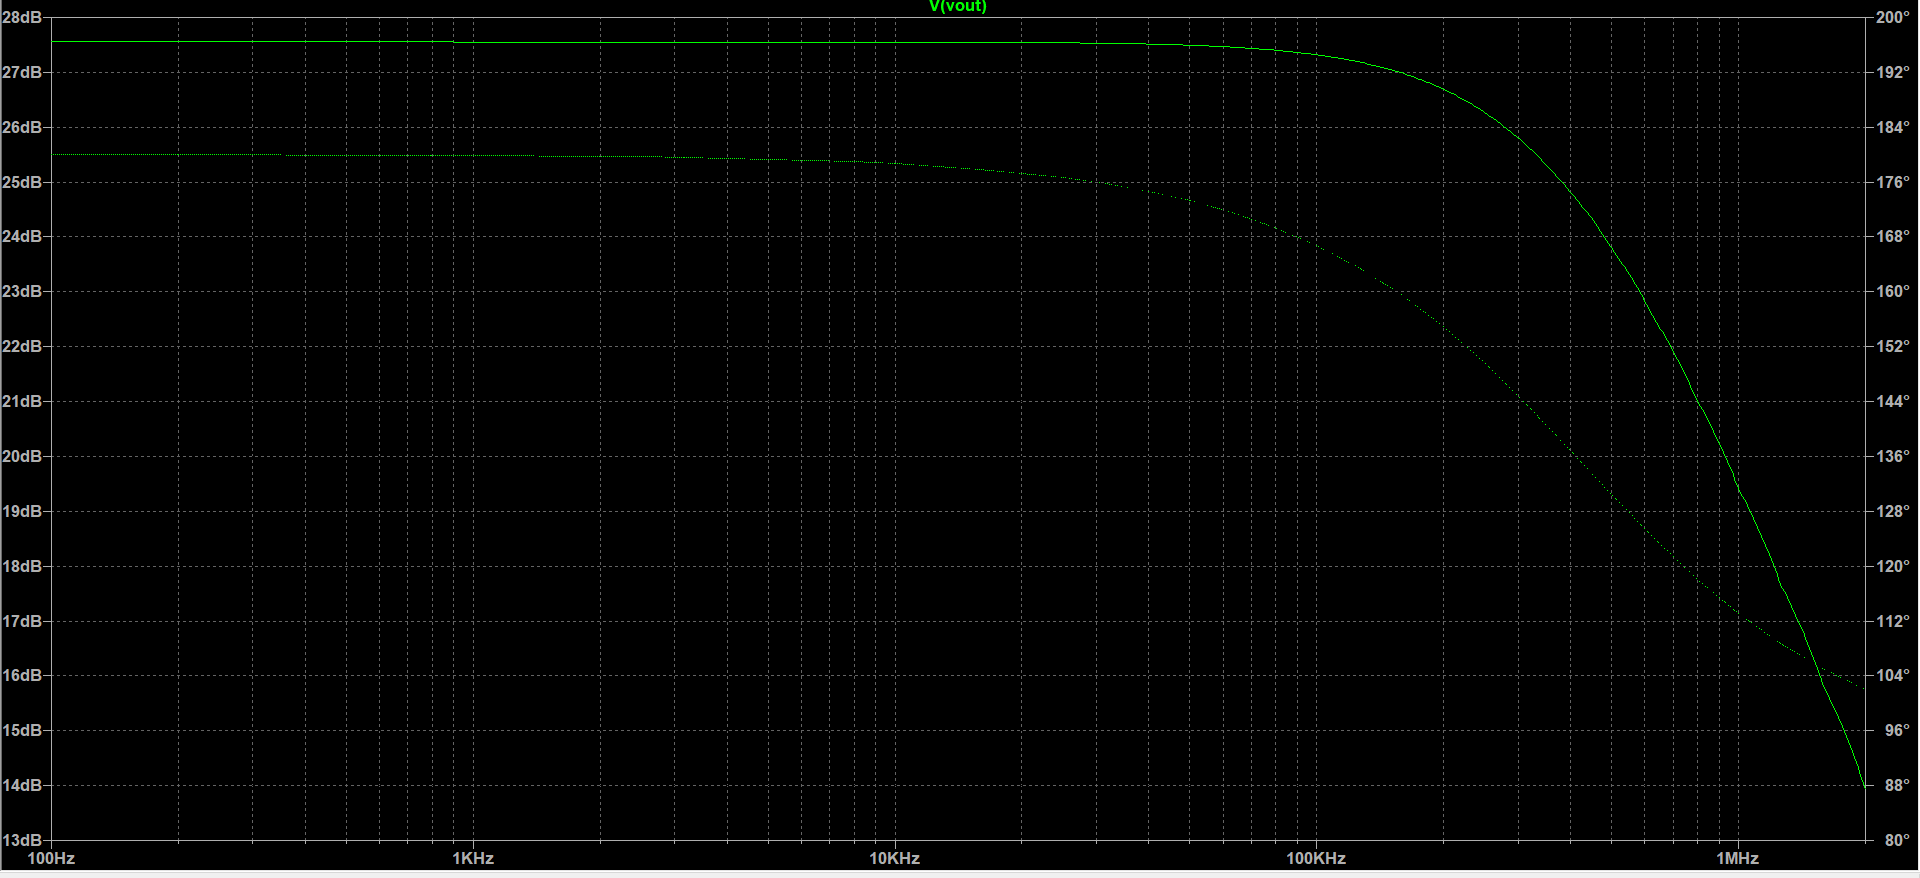 V(vout)
28dB 200°
27dB 192°
26dB 184°
25dB 176°
24dB 168°
23dB 160°
22dB 152°
21dB 144°
20dB 136°
19dB 128°
18dB 120°
17dB 112°
16dB 104°
15dB 96°
14dB 88°
13dB 80°
100Hz 1KHz 10KHz 100KHz 1MHz